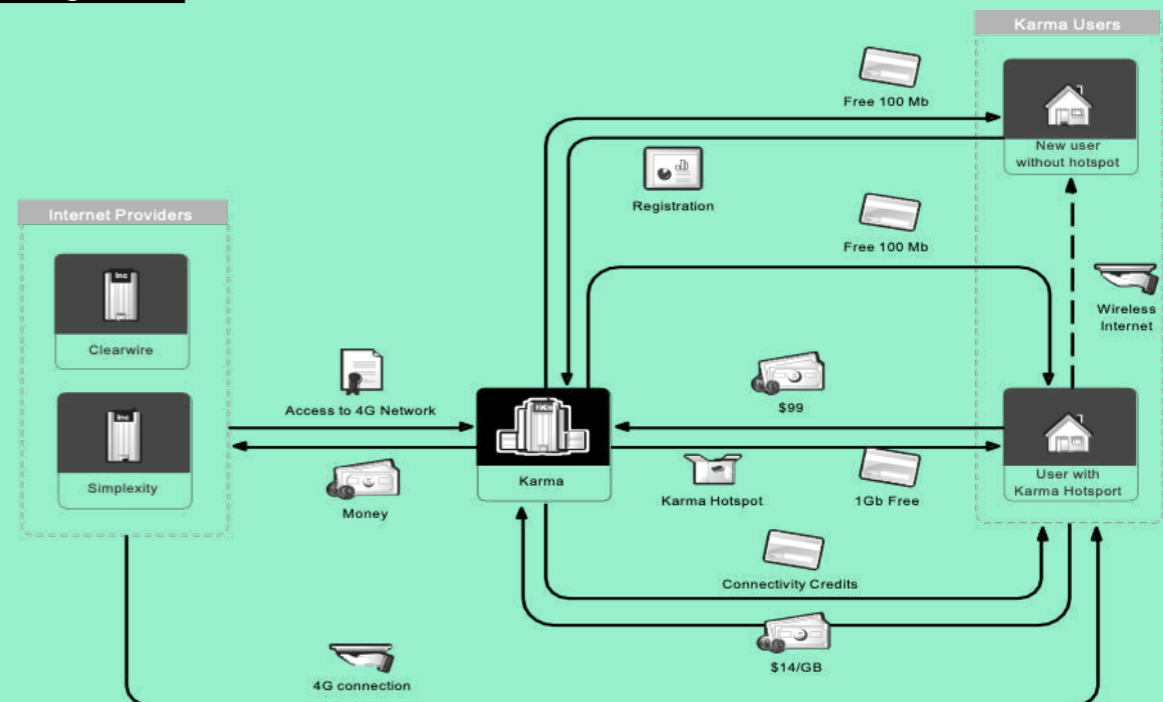 Karma Users
Free 100 Mb
New user
without hotspot
Registration
Internet Providers
Free 100 Mb
Inc
Clearwire
Wireless
Internet
Access to 4G Network
$99
Inc
Simplexity
Karma
User with
Karma Hotsport
Money
Karma Hotspot
1Gb Free
Connectivity Credits
$14/GB
4G connection